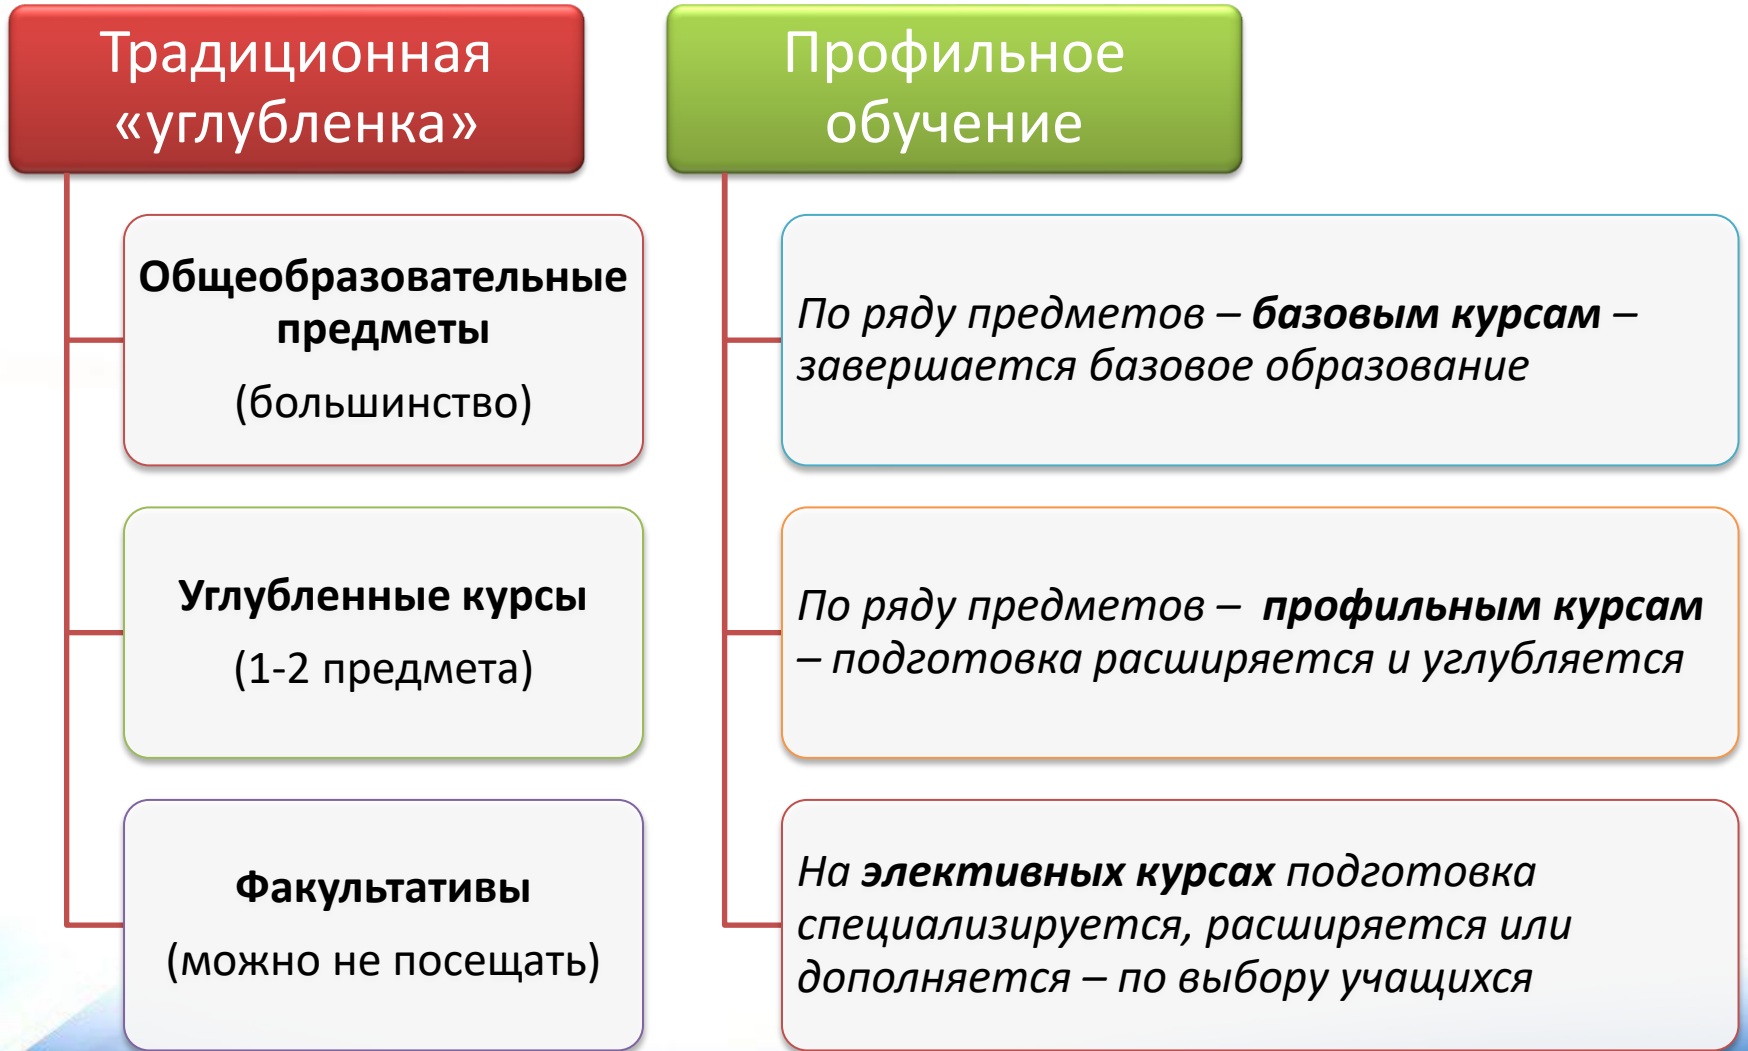 Традиционная
«углубленка»
Общеобразовательные
предметы
(большинство)
Углубленные курсы
(1-2 предмета)
Факультативы
(можно не посещать)
Профильное
обучение
По ряду предметов – базовым курсам –
завершается базовое образование
По ряду предметов – профильным курсам
– подготовка расширяется и углубляется
На элективных курсах подготовка
специализируется, расширяется или
дополняется – по выбору учащихся